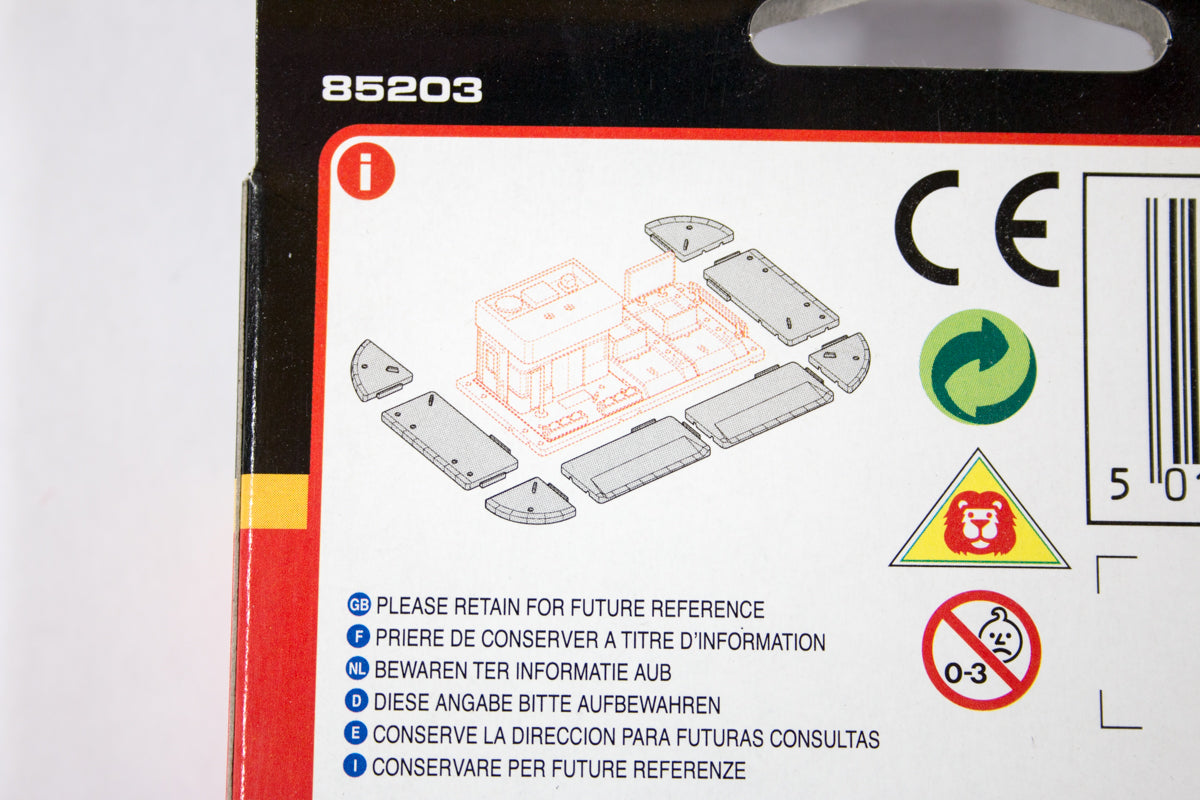 85203
i
CE
5 01
0-3
GB PLEASE RETAIN FOR FUTURE REFERENCE
F PRIERE DE CONSERVER A TITRE D'INFORMATION
NL BEWAREN TER INFORMATIE AUB
D DIESE ANGABE BITTE AUFBEWAHREN
E CONSERVE LA DIRECCION PARA FUTURAS CONSULTAS
I CONSERVARE PER FUTURE REFERENZE